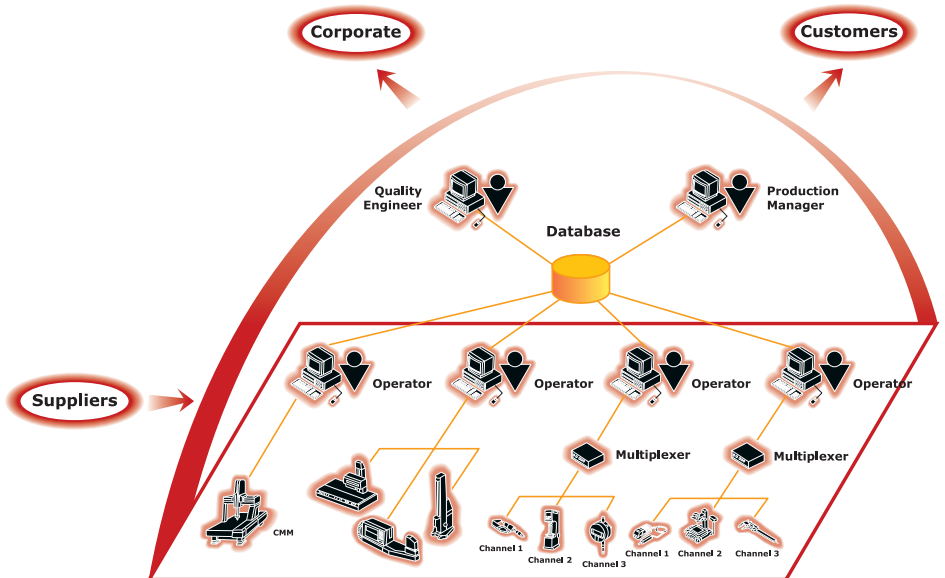 Corporate
Customers
Quality
Engineer
Production
Manager
Database
Operator
Operator
Operator
Operator
Suppliers
Multiplexer
Multiplexer
CMM
Channel 1
Channel 2
Channel 3
Channel 1
Channel 2
Channel 3